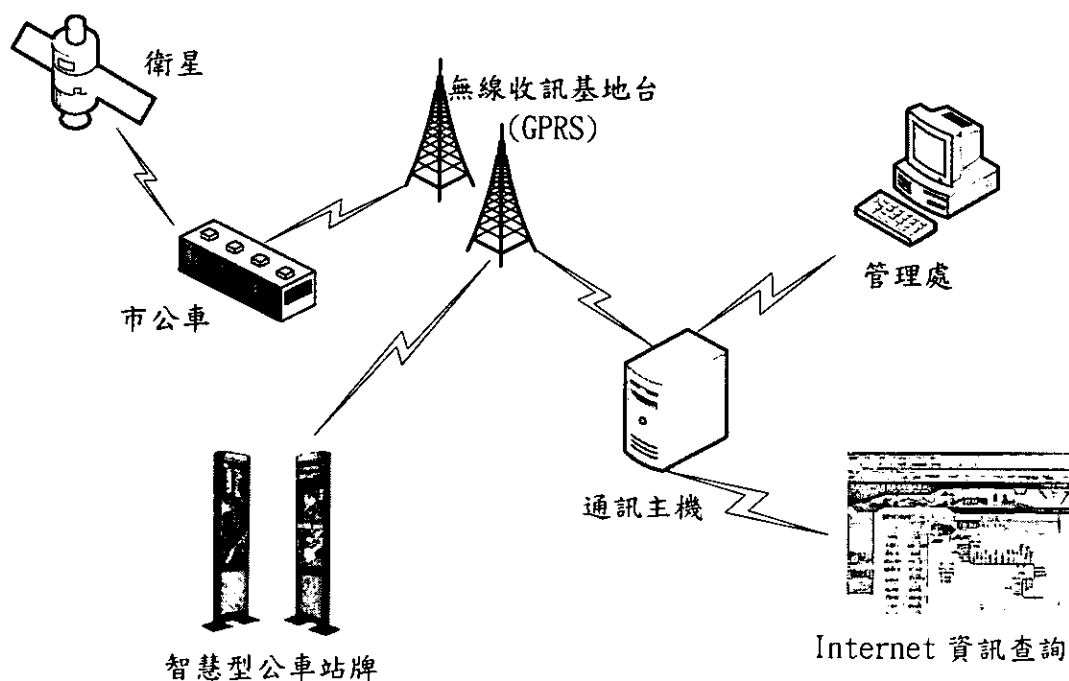 衛星
無線收訊基地台
(GPRS)
市公車
管理處
通訊主機
智慧型公車站牌
Internet 資訊查詢